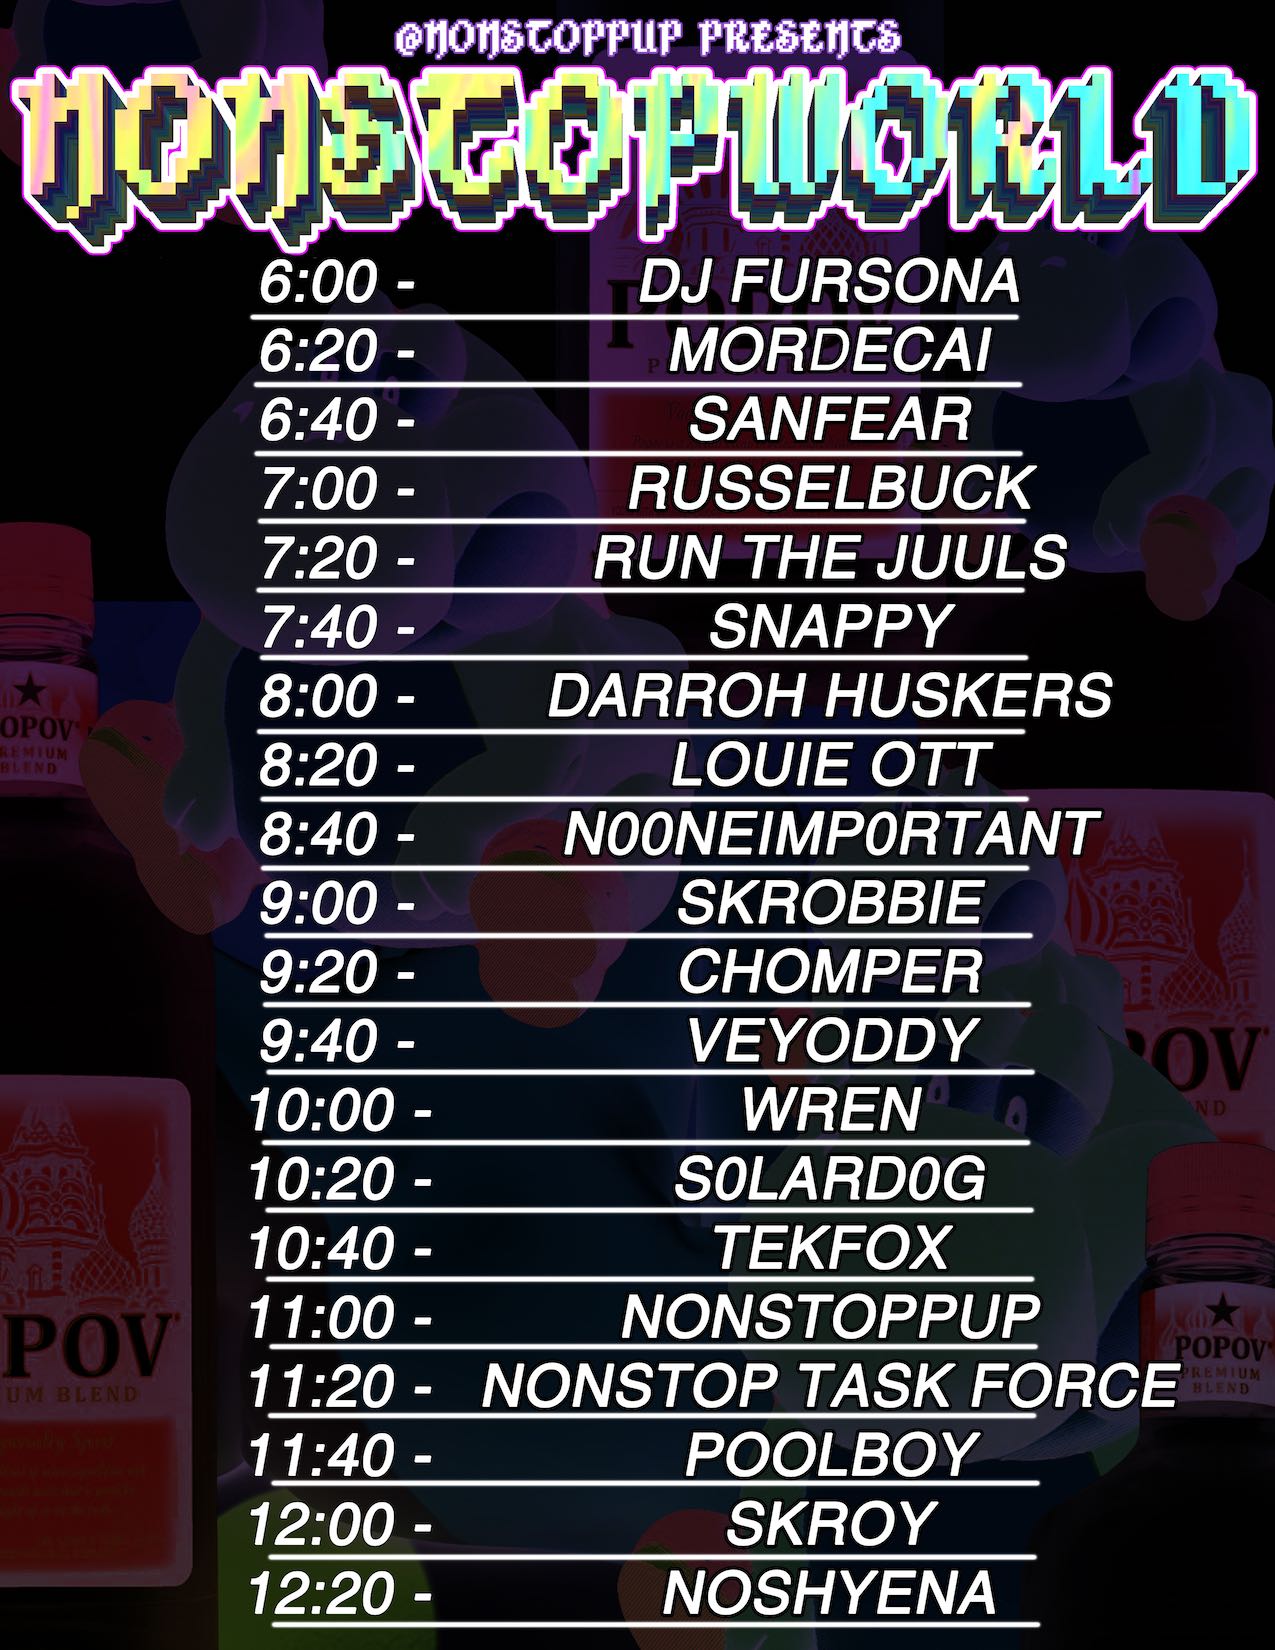 @NONSTOPPUP PRESENTS
NONSTOPWORLD
6:00 - DJ FURSONA
6:20 - MORDECAI
6:40 - SANFEAR
7:00 - RUSSELBUCK
7:20 - RUN THE JUULS
7:40 - SNAPPY
8:00 - DARROH HUSKERS
8:20 - LOUIE OTT
8:40 - N00NEIMP0RTANT
9:00 - SKROBBIE
9:20 - CHOMPER
9:40 - VEYODDY
10:00 - WREN
10:20 - S0LARD0G
10:40 - TEKFOX
11:00 - NONSTOPPUP
11:20 - NONSTOP TASK FORCE
11:40 - POOLBOY
12:00 - SKROY
12:20 - NOSHYENA
POPOV
OPOV
PREMIUM
BLEND
POV
ND
POPOV
PREMIUM
BLEND
POV
UM BLEND